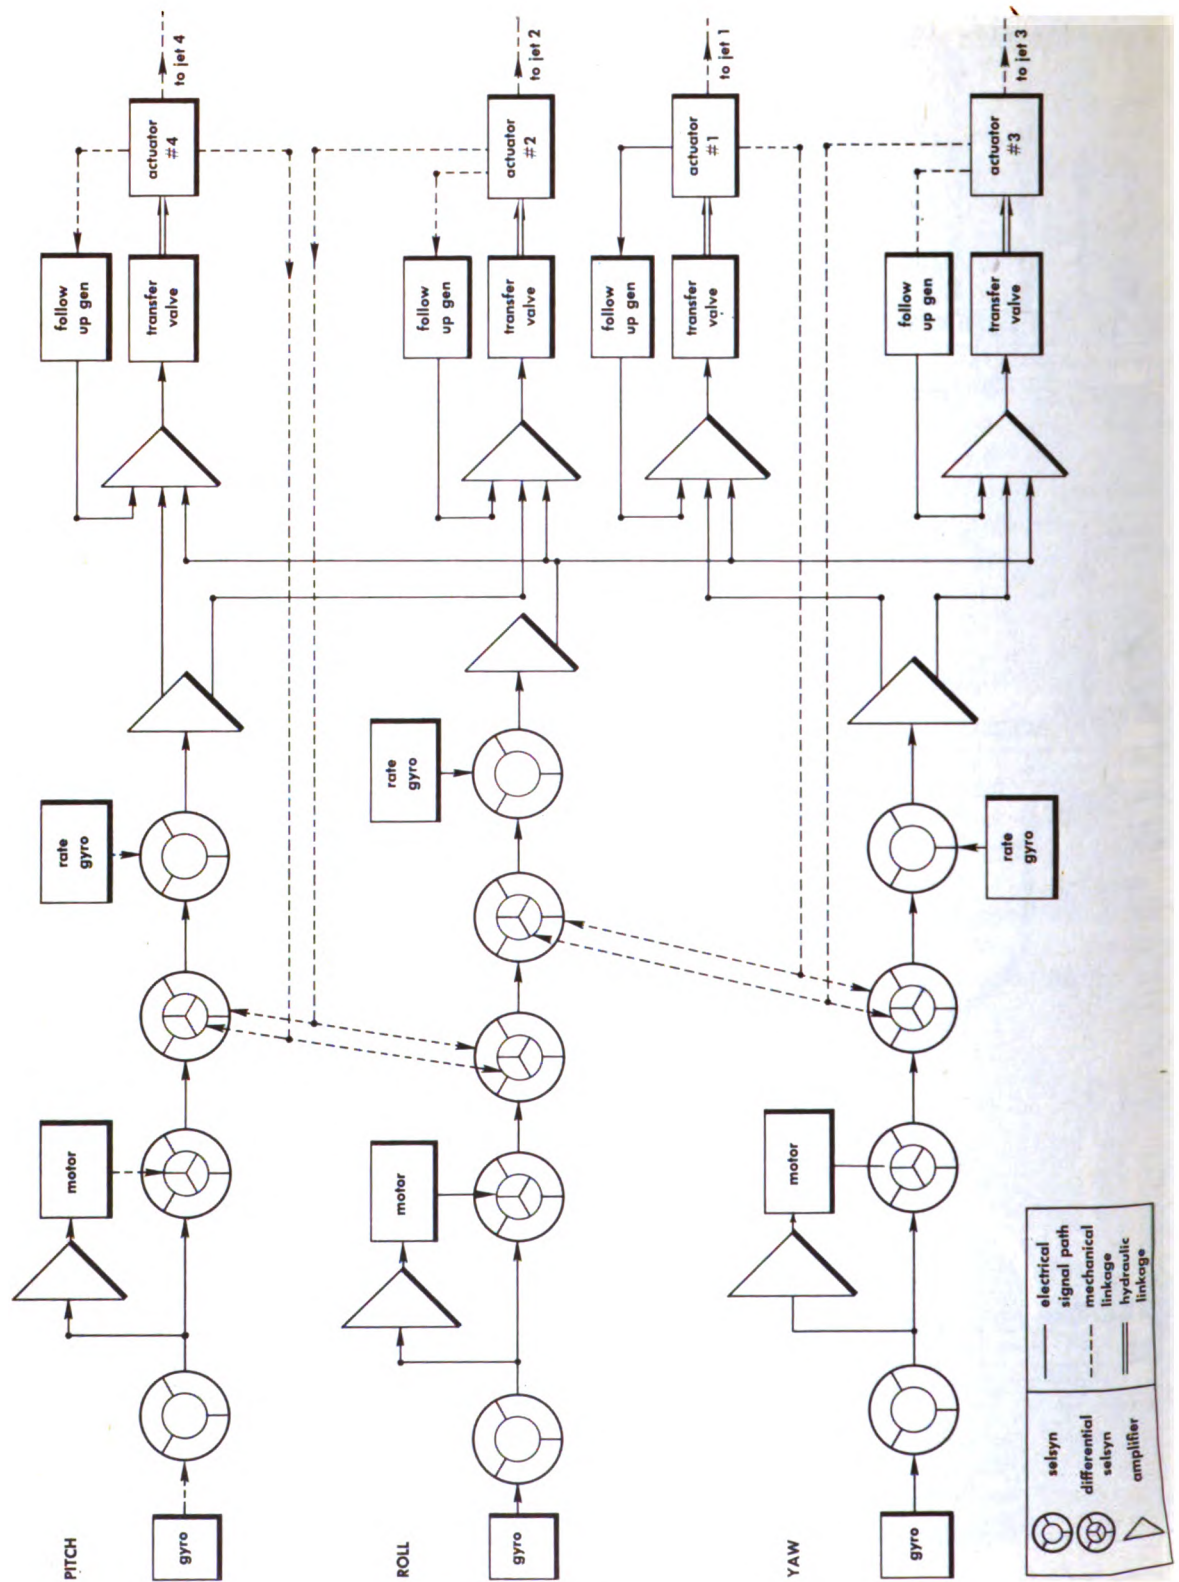 PITCH
gyro
motor
rate
gyro
follow
up gen
transfer
valve
actuator
#4
to jet 4
ROLL
gyro
motor
rate
gyro
follow
up gen
transfer
valve
actuator
#2
to jet 2
follow
up gen
transfer
valve
actuator
#1
to jet 1
YAW
gyro
motor
rate
gyro
follow
up gen
transfer
valve
actuator
#3
to jet 3
selsyn
differential
selsyn
amplifier
electrical
signal path
mechanical
linkage
hydraulic
linkage